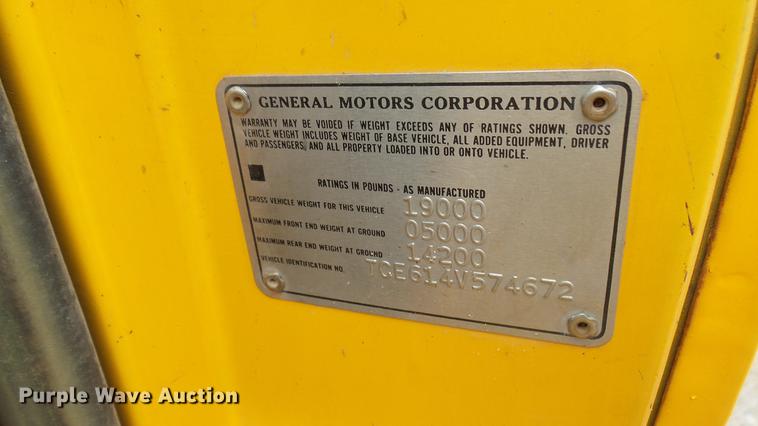 GENERAL MOTORS CORPORATION
WARRANTY MAY BE VOIDED IF WEIGHT EXCEEDS ANY OF RATINGS SHOWN. GROSS
VEHICLE WEIGHT INCLUDES WEIGHT OF BASE VEHICLE, ALL ADDED EQUIPMENT, DRIVER
AND PASSENGERS, AND ALL PROPERTY LOADED INTO OR ONTO VEHICLE.
RATINGS IN POUNDS - AS MANUFACTURED
GROSS VEHICLE WEIGHT FOR THIS VEHICLE 19000
MAXIMUM FRONT END WEIGHT AT GROUND 05000
MAXIMUM REAR END WEIGHT AT GROUND 14200
VEHICLE IDENTIFICATION NO. TCE614V574672
Purple Wave Auction®